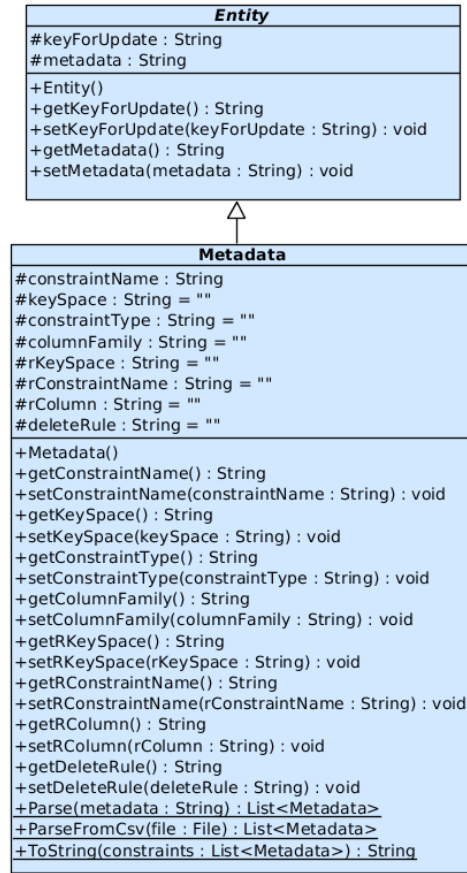 Entity
#keyForUpdate : String
#metadata : String
+Entity()
+getKeyForUpdate() : String
+setKeyForUpdate(keyForUpdate : String) : void
+getMetadata() : String
+setMetadata(metadata : String) : void
Metadata
#constraintName : String
#keySpace : String = ""
#constraintType : String = ""
#columnFamily : String = ""
#rKeySpace : String = ""
#rConstraintName : String = ""
#rColumn : String = ""
#deleteRule : String = ""
+Metadata()
+getConstraintName() : String
+setConstraintName(constraintName : String) : void
+getKeySpace() : String
+setKeySpace(keySpace : String) : void
+getConstraintType() : String
+setConstraintType(constraintType : String) : void
+getColumnFamily() : String
+setColumnFamily(columnFamily : String) : void
+getRKeySpace() : String
+setRKeySpace(rKeySpace : String) : void
+getRConstraintName() : String
+setRConstraintName(rConstraintName : String) : void
+getRColumn() : String
+setRColumn(rColumn : String) : void
+getDeleteRule() : String
+setDeleteRule(deleteRule : String) : void
+Parse(metadata : String) : List<Metadata>
+ParseFromCsv(file : File) : List<Metadata>
+ToString(constraints : List<Metadata>) : String